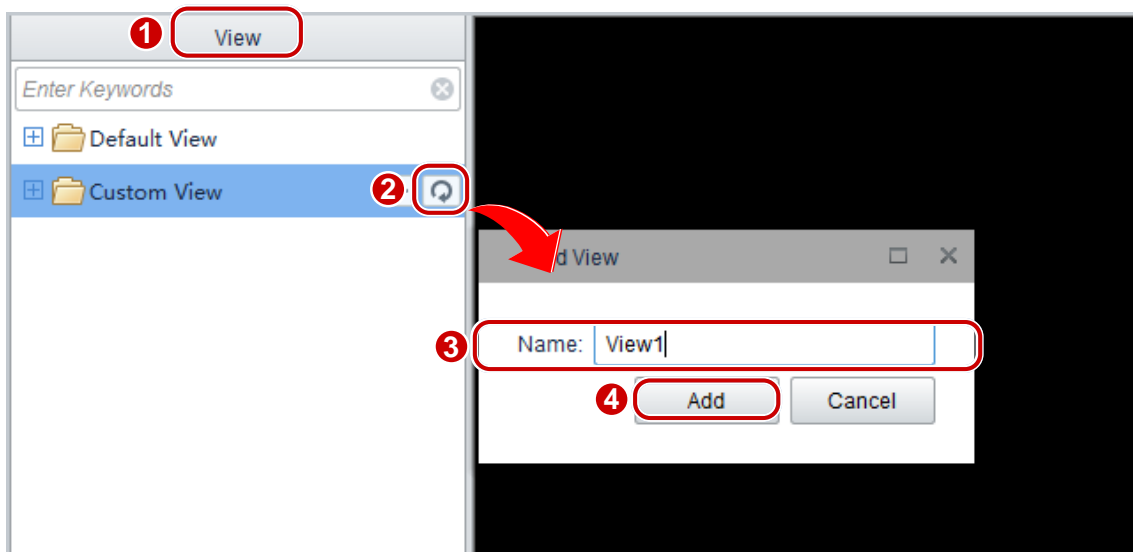 1
View
Enter Keywords
Default View
Custom View
2
d View
3
Name: View1
4
Add
Cancel